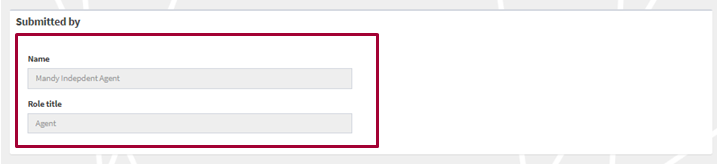 Submitted by
Name
Mandy Indepdent Agent
Role title
Agent